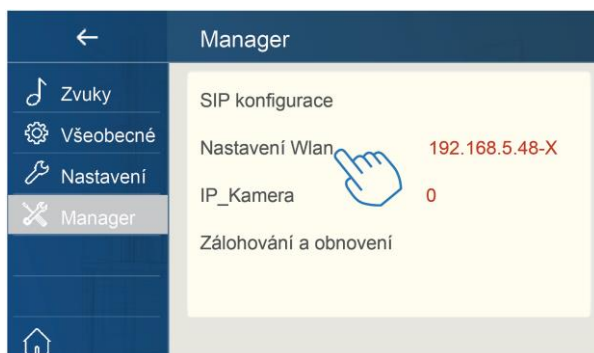 Manager
Zvuky
Všeobecné
Nastavení
Manager
SIP konfigurace
Nastavení Wlan 192.168.5.48-X
IP_Kamera 0
Zálohování a obnovení